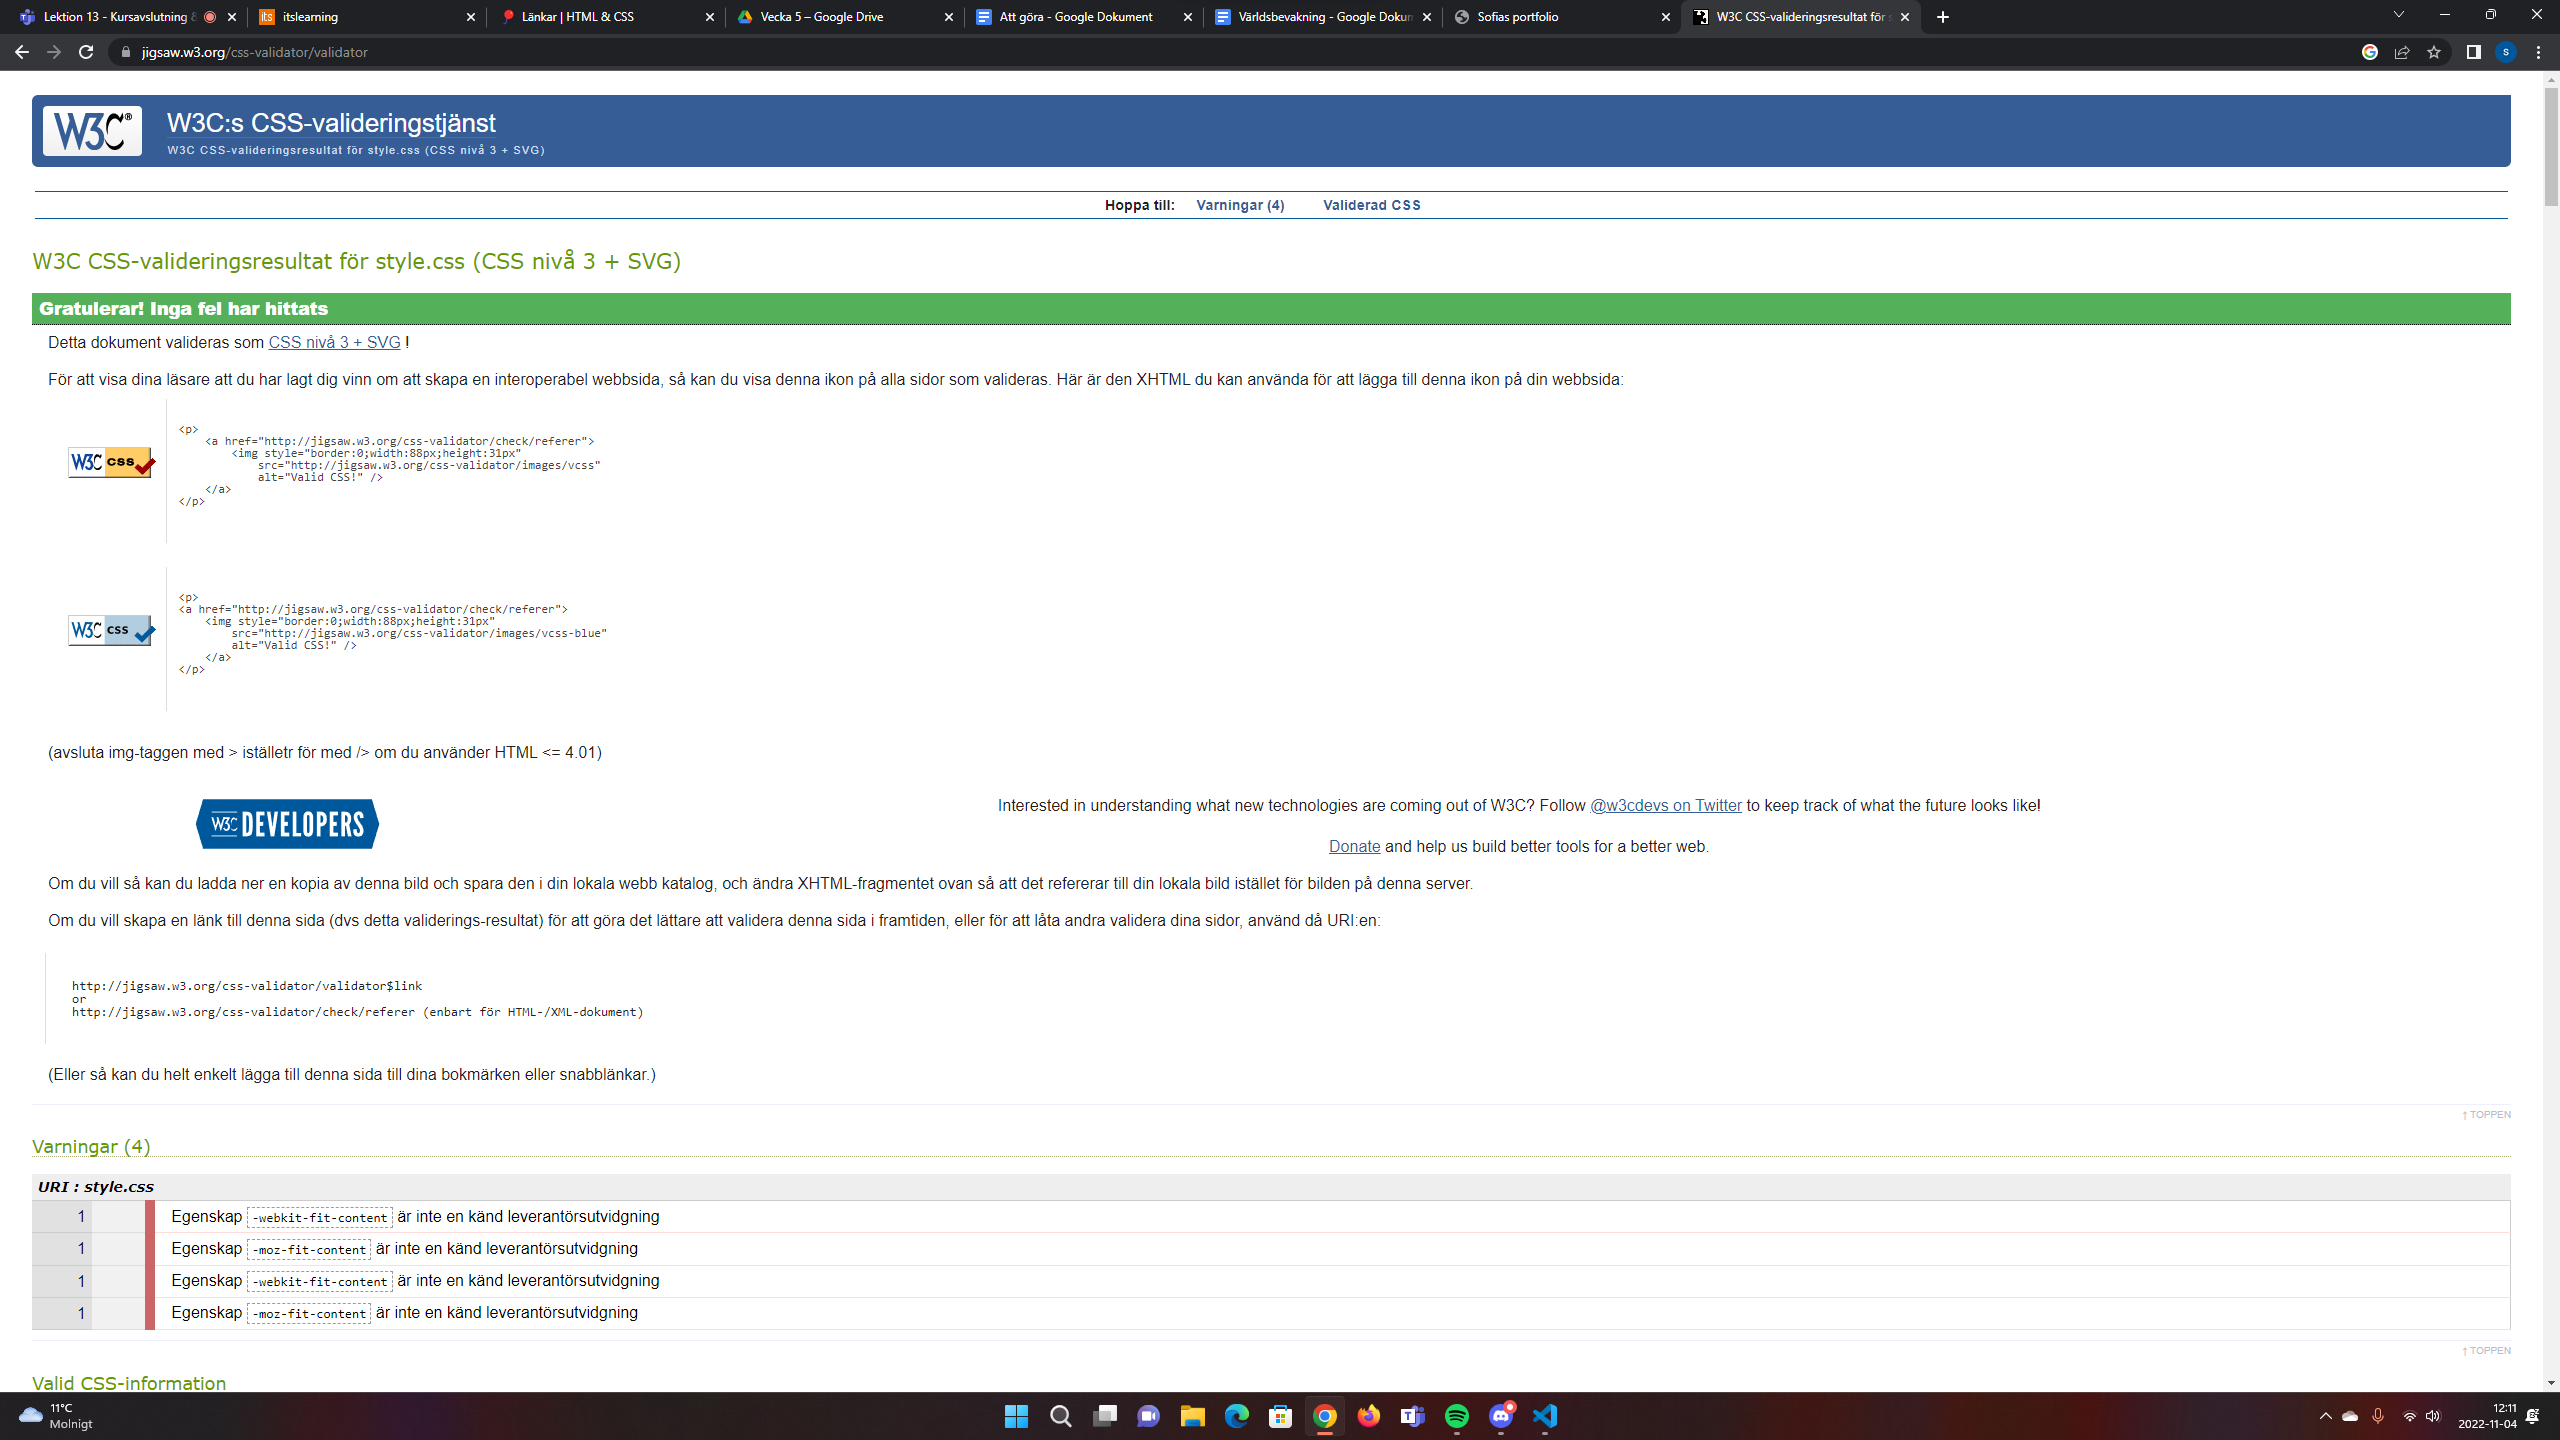 Lektion 13 - Kursavslutning &
itslearning
Länkar | HTML & CSS
Vecka 5 – Google Drive
Att göra - Google Dokument
Världsbevakning - Google Dokum
Sofias portfolio
W3C CSS-valideringsresultat för s
jigsaw.w3.org/css-validator/validator
S
W3C®
W3C:s CSS-valideringstjänst
W3C CSS-valideringsresultat för style.css (CSS nivå 3 + SVG)
Hoppa till: Varningar (4) Validerad CSS
W3C CSS-valideringsresultat för style.css (CSS nivå 3 + SVG)
Gratulerar! Inga fel har hittats
Detta dokument valideras som CSS nivå 3 + SVG !
För att visa dina läsare att du har lagt dig vinn om att skapa en interoperabel webbsida, så kan du visa denna ikon på alla sidor som valideras. Här är den XHTML du kan använda för att lägga till denna ikon på din webbsida:
W3C css
<p>
<a href="http://jigsaw.w3.org/css-validator/check/referer">
<img style="border:0;width:88px;height:31px"
src="http://jigsaw.w3.org/css-validator/images/vcss"
alt="Valid CSS!" />
</a>
</p>
W3C css
<p>
<a href="http://jigsaw.w3.org/css-validator/check/referer">
<img style="border:0;width:88px;height:31px"
src="http://jigsaw.w3.org/css-validator/images/vcss-blue"
alt="Valid CSS!" />
</a>
</p>
(avsluta img-taggen med > iställetr för med /> om du använder HTML <= 4.01)
W3C DEVELOPERS
Interested in understanding what new technologies are coming out of W3C? Follow @w3cdevs on Twitter to keep track of what the future looks like!
Donate and help us build better tools for a better web.
Om du vill så kan du ladda ner en kopia av denna bild och spara den i din lokala webb katalog, och ändra XHTML-fragmentet ovan så att det refererar till din lokala bild istället för bilden på denna server.
Om du vill skapa en länk till denna sida (dvs detta validerings-resultat) för att göra det lättare att validera denna sida i framtiden, eller för att låta andra validera dina sidor, använd då URI:en:
http://jigsaw.w3.org/css-validator/validator$link
or
http://jigsaw.w3.org/css-validator/check/referer (enbart för HTML-/XML-dokument)
(Eller så kan du helt enkelt lägga till denna sida till dina bokmärken eller snabblänkar.)
↑ TOPPEN
Varningar (4)
URI : style.css
1 Egenskap -webkit-fit-content är inte en känd leverantörsutvidgning
1 Egenskap -moz-fit-content är inte en känd leverantörsutvidgning
1 Egenskap -webkit-fit-content är inte en känd leverantörsutvidgning
1 Egenskap -moz-fit-content är inte en känd leverantörsutvidgning
↑ TOPPEN
Valid CSS-information
11°C
Molnigt
12:11
2022-11-04